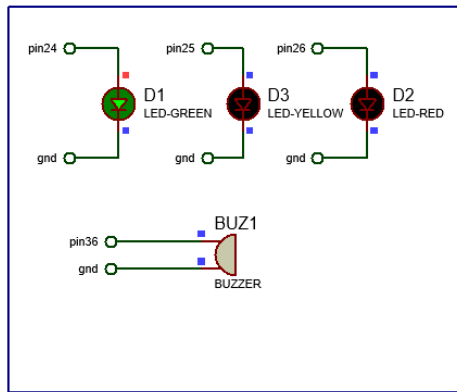 pin24
D1
LED-GREEN
gnd
pin25
D3
LED-YELLOW
gnd
pin26
D2
LED-RED
gnd
pin36
BUZ1
gnd
BUZZER